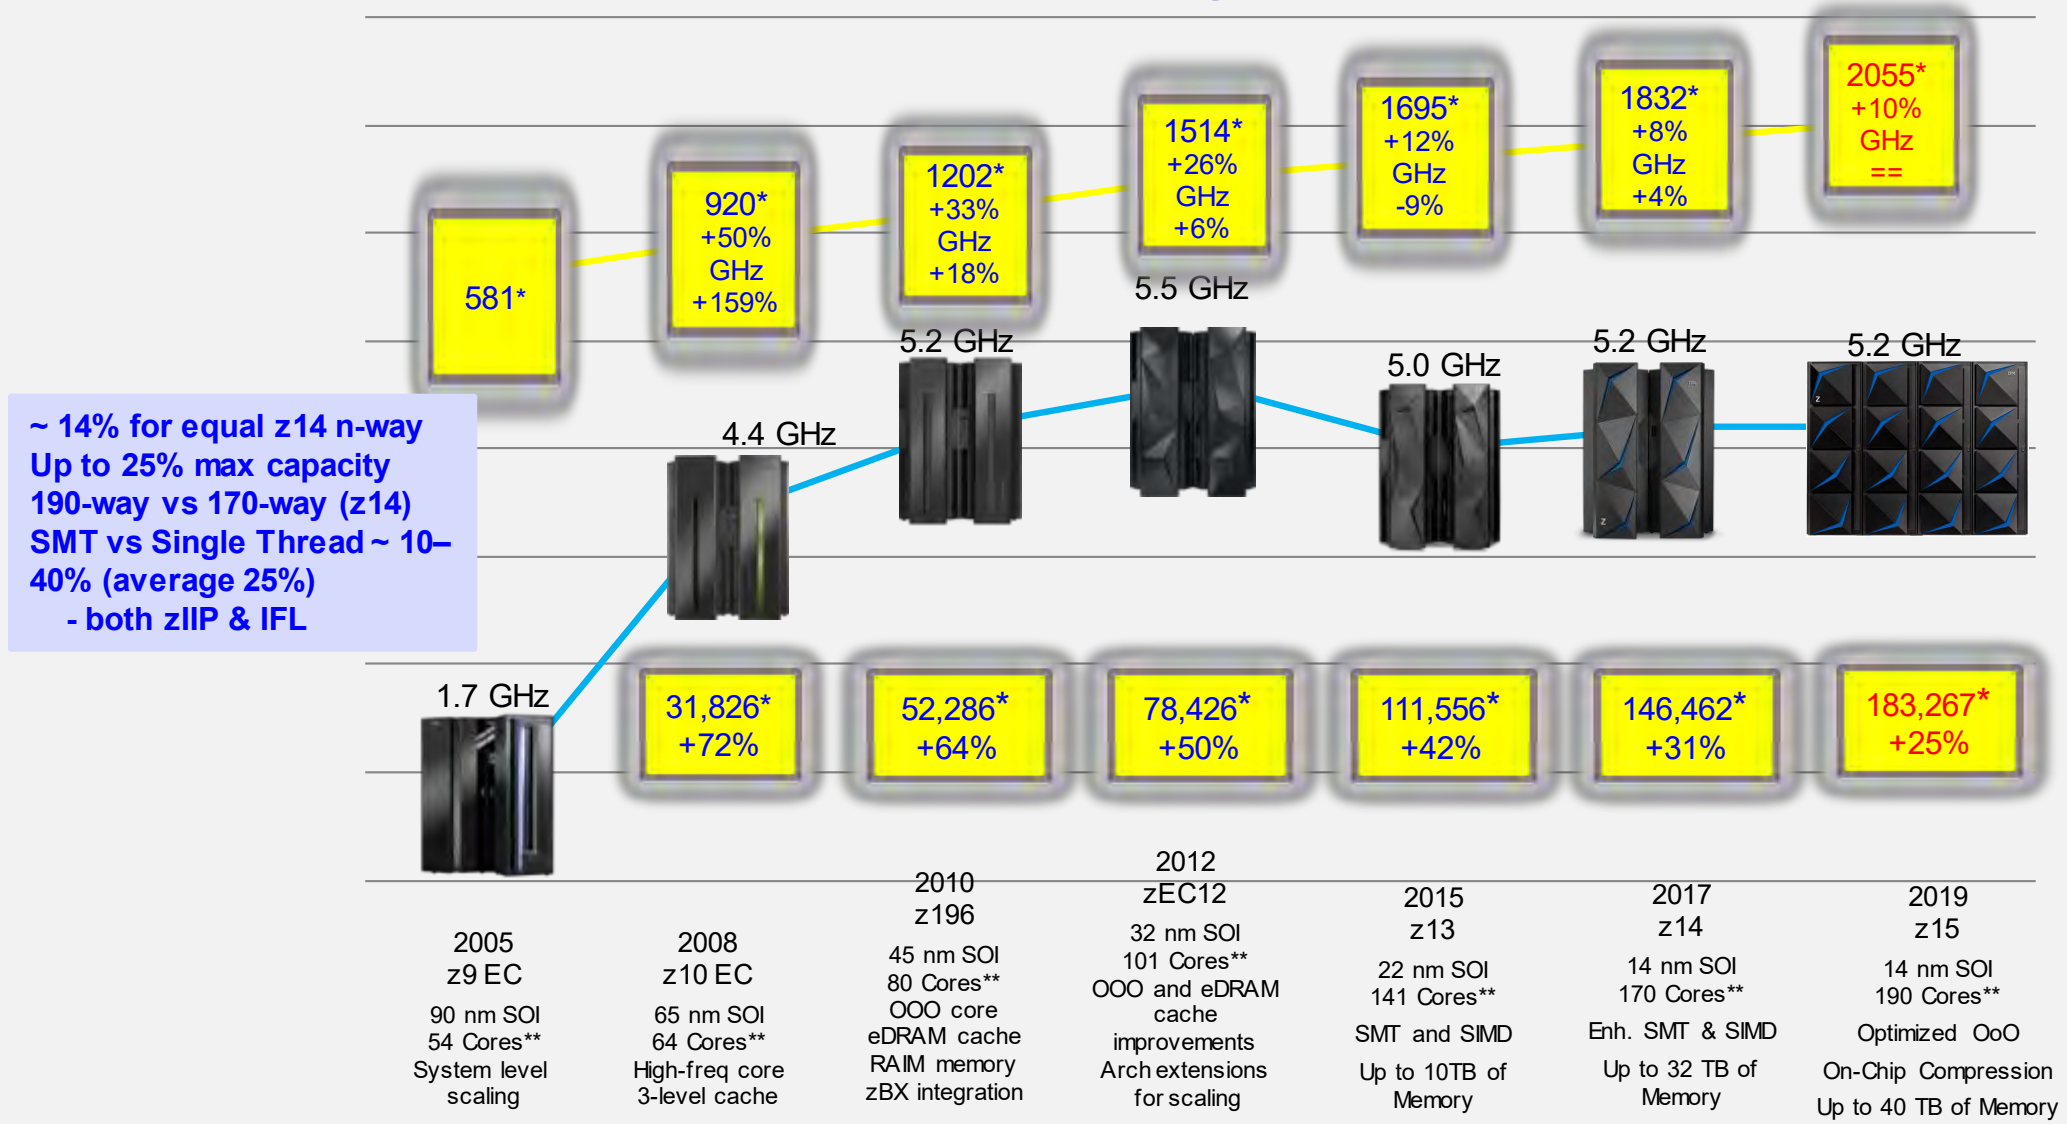 581*
920*
+50%
GHz
+159%
1202*
+33%
GHz
+18%
1514*
+26%
GHz
+6%
1695*
+12%
GHz
-9%
1832*
+8%
GHz
+4%
2055*
+10%
GHz
==
1.7 GHz
4.4 GHz
5.2 GHz
5.5 GHz
5.0 GHz
5.2 GHz
5.2 GHz
~ 14% for equal z14 n-way
Up to 25% max capacity
190-way vs 170-way (z14)
SMT vs Single Thread ~ 10–
40% (average 25%)
- both zIIP & IFL
31,826*
+72%
52,286*
+64%
78,426*
+50%
111,556*
+42%
146,462*
+31%
183,267*
+25%
2005
z9 EC
90 nm SOI
54 Cores**
System level
scaling
2008
z10 EC
65 nm SOI
64 Cores**
High-freq core
3-level cache
2010
z196
45 nm SOI
80 Cores**
OOO core
eDRAM cache
RAIM memory
zBX integration
2012
zEC12
32 nm SOI
101 Cores**
OOO and eDRAM
cache
improvements
Arch extensions
for scaling
2015
z13
22 nm SOI
141 Cores**
SMT and SIMD
Up to 10TB of
Memory
2017
z14
14 nm SOI
170 Cores**
Enh. SMT & SIMD
Up to 32 TB of
Memory
2019
z15
14 nm SOI
190 Cores**
Optimized OoO
On-Chip Compression
Up to 40 TB of Memory